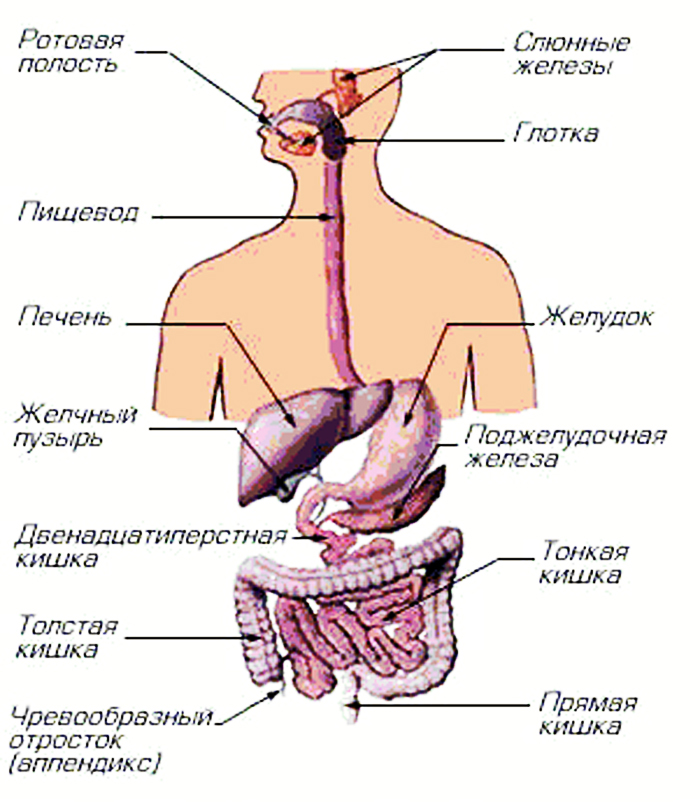 Ротовая
полость
Слюнные
железы
Глотка
Пищевод
Печень
Желудок
Желчный
пузырь
Поджелудочная
железа
Двенадцатиперстная
кишка
Тонкая
кишка
Толстая
кишка
Чревообразный
отросток
(аппендикс)
Прямая
кишка